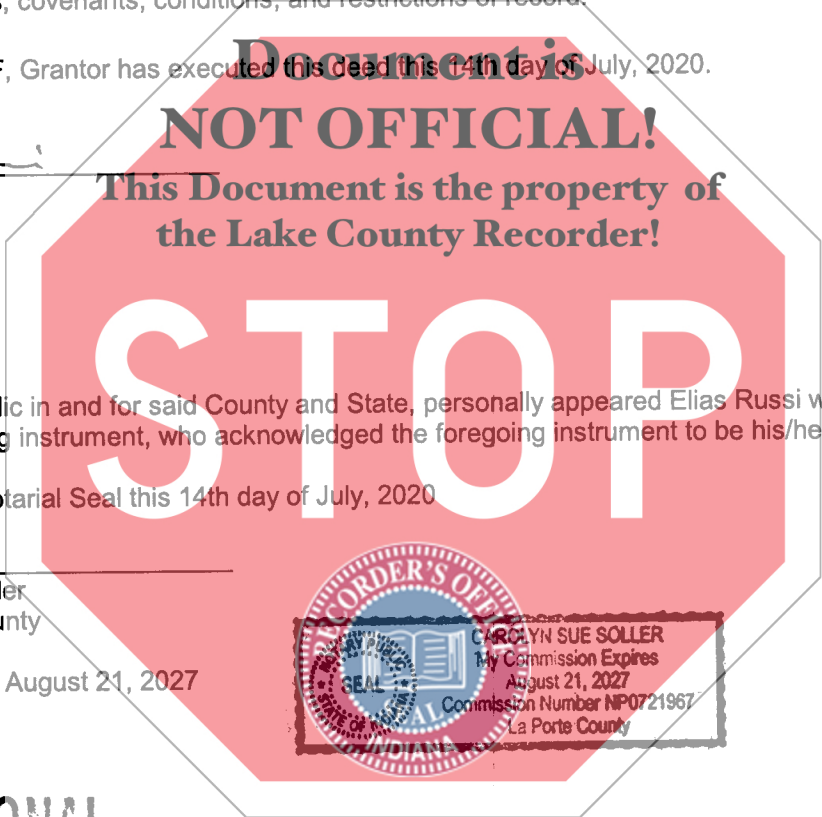 , covenants, conditions, and restrictions of record.
Document is
, Grantor has executed this deed this 14th day of July, 2020.
NOT OFFICIAL!
This Document is the property of
the Lake County Recorder!
STOP
lic in and for said County and State, personally appeared Elias Russi w
g instrument, who acknowledged the foregoing instrument to be his/he
otarial Seal this 14th day of July, 2020
ler
unty
August 21, 2027
RECORDER'S OFFICE
SEAL
INDIANA
NOTARY PUBLIC
SEAL
STATE OF INDIANA
CAROLYN SUE SOLLER
My Commission Expires
August 21, 2027
Commission Number NP0721967
La Porte County